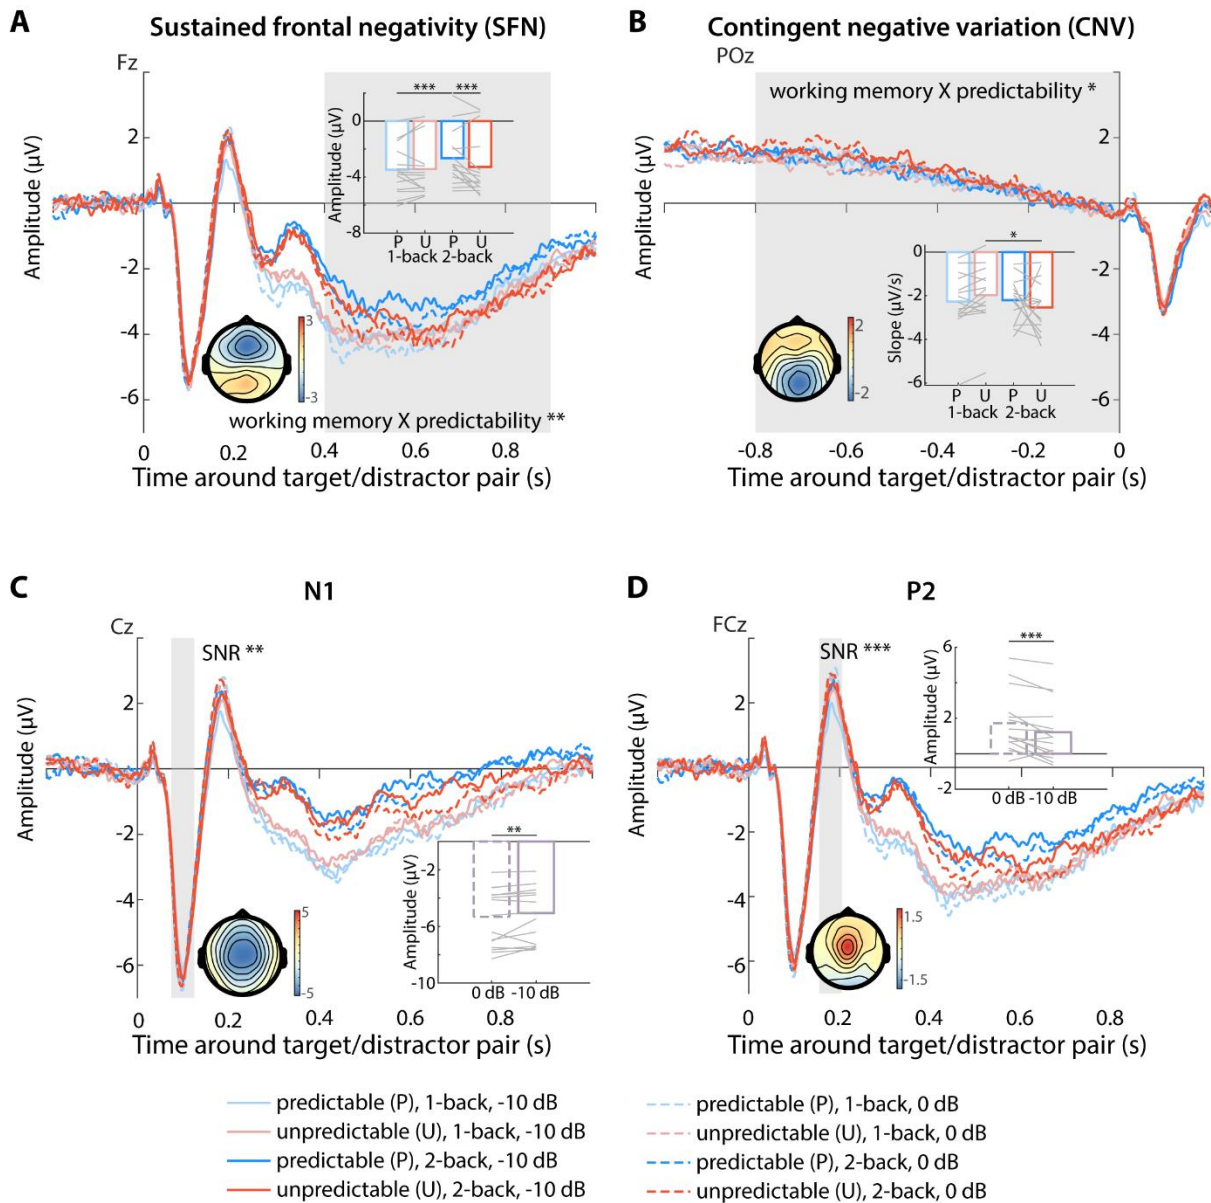 A
Sustained frontal negativity (SFN)
Fz
Amplitude (µV)
2
0
-2
-4
-6
0
0.2
0.4
0.6
0.8
Time around target/distractor pair (s)
working memory X predictability **
3
-3
*** ***
Amplitude (µV)
0
-4
-8
P U P U
1-back 2-back
B
Contingent negative variation (CNV)
POz
working memory X predictability *
Amplitude (µV)
2
0
-2
-4
-6
-0.8
-0.6
-0.4
-0.2
0
Time around target/distractor pair (s)
2
-2
*
Slope (µV/s)
0
-2
-4
-6
P U P U
1-back 2-back
C
N1
Cz
SNR **
Amplitude (µV)
2
0
-2
-4
-6
0
0.2
0.4
0.6
0.8
Time around target/distractor pair (s)
5
-5
**
Amplitude (µV)
-2
-6
-10
0 dB -10 dB
D
P2
FCz
SNR ***
Amplitude (µV)
2
0
-2
-4
-6
0
0.2
0.4
0.6
0.8
Time around target/distractor pair (s)
1.5
-1.5
***
Amplitude (µV)
6
2
-2
0 dB -10 dB
predictable (P), 1-back, -10 dB
unpredictable (U), 1-back, -10 dB
predictable (P), 2-back, -10 dB
unpredictable (U), 2-back, -10 dB
predictable (P), 1-back, 0 dB
unpredictable (U), 1-back, 0 dB
predictable (P), 2-back, 0 dB
unpredictable (U), 2-back, 0 dB